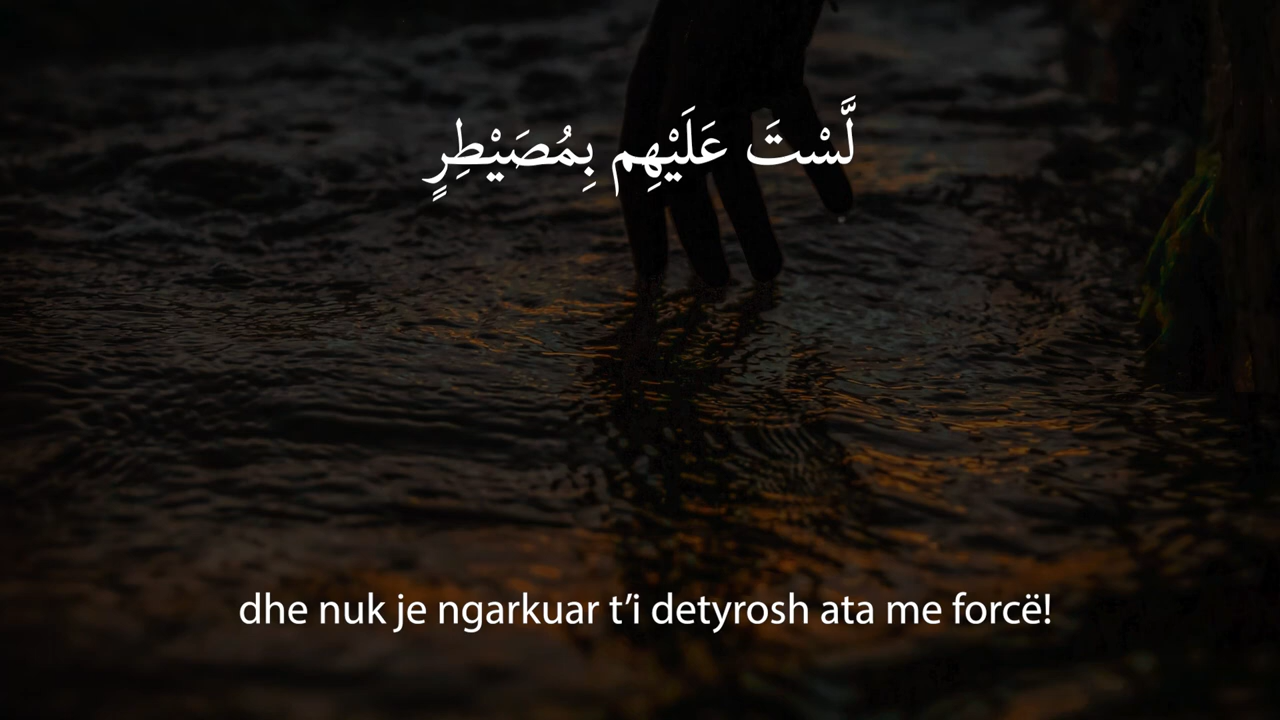 لَّسْتَ عَلَيْهِم بِمُصَيْطِرٍ
dhe nuk je ngarkuar t’i detyrosh ata me forcë!